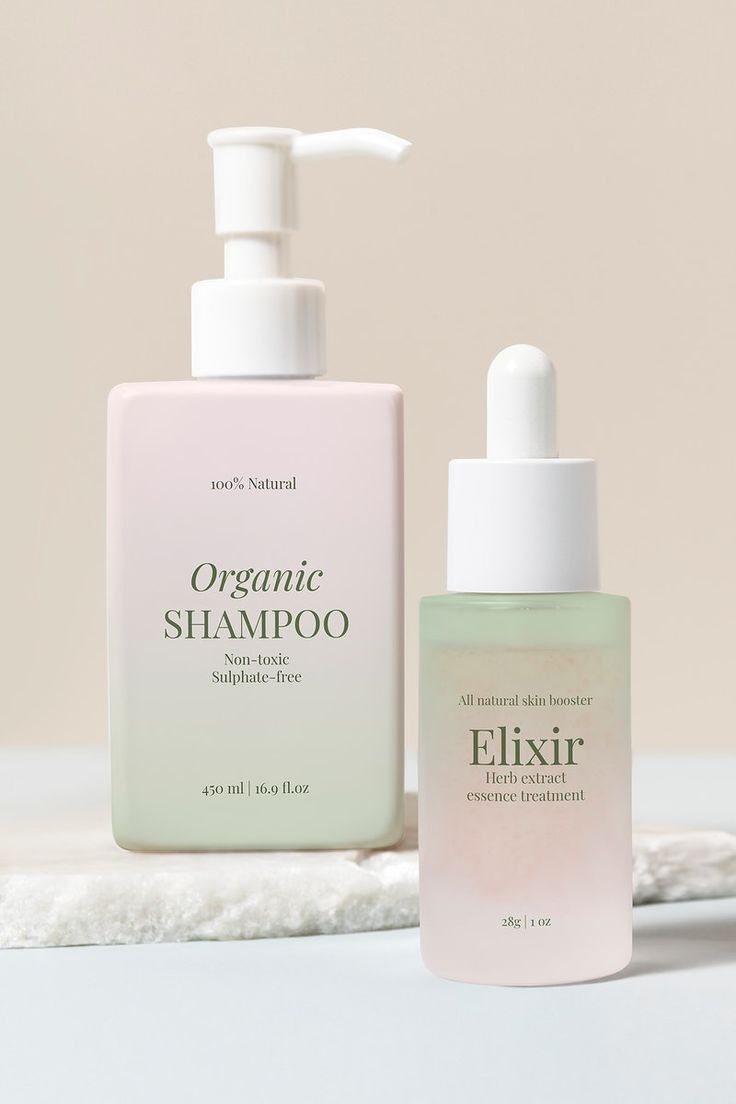 100% Natural
Organic
SHAMPOO
Non-toxic
Sulphate-free
450 ml | 16.9 fl.oz
All natural skin booster
Elixir
Herb extract
essence treatment
28g | 1 oz